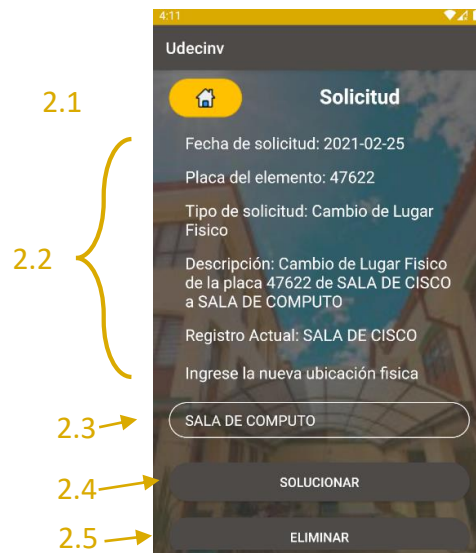 4:11
Udecinv
2.1
Solicitud
Fecha de solicitud: 2021-02-25
Placa del elemento: 47622
Tipo de solicitud: Cambio de Lugar
Fisico
2.2
Descripción: Cambio de Lugar Fisico
de la placa 47622 de SALA DE CISCO
a SALA DE COMPUTO
Registro Actual: SALA DE CISCO
Ingrese la nueva ubicación fisica
2.3
SALA DE COMPUTO
2.4
SOLUCIONAR
2.5
ELIMINAR